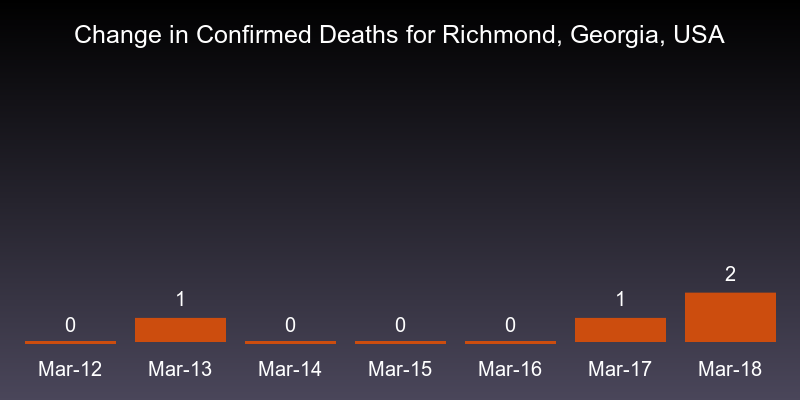 Change in Confirmed Deaths for Richmond, Georgia, USA
0 1 0 0 0 1 2
Mar-12 Mar-13 Mar-14 Mar-15 Mar-16 Mar-17 Mar-18